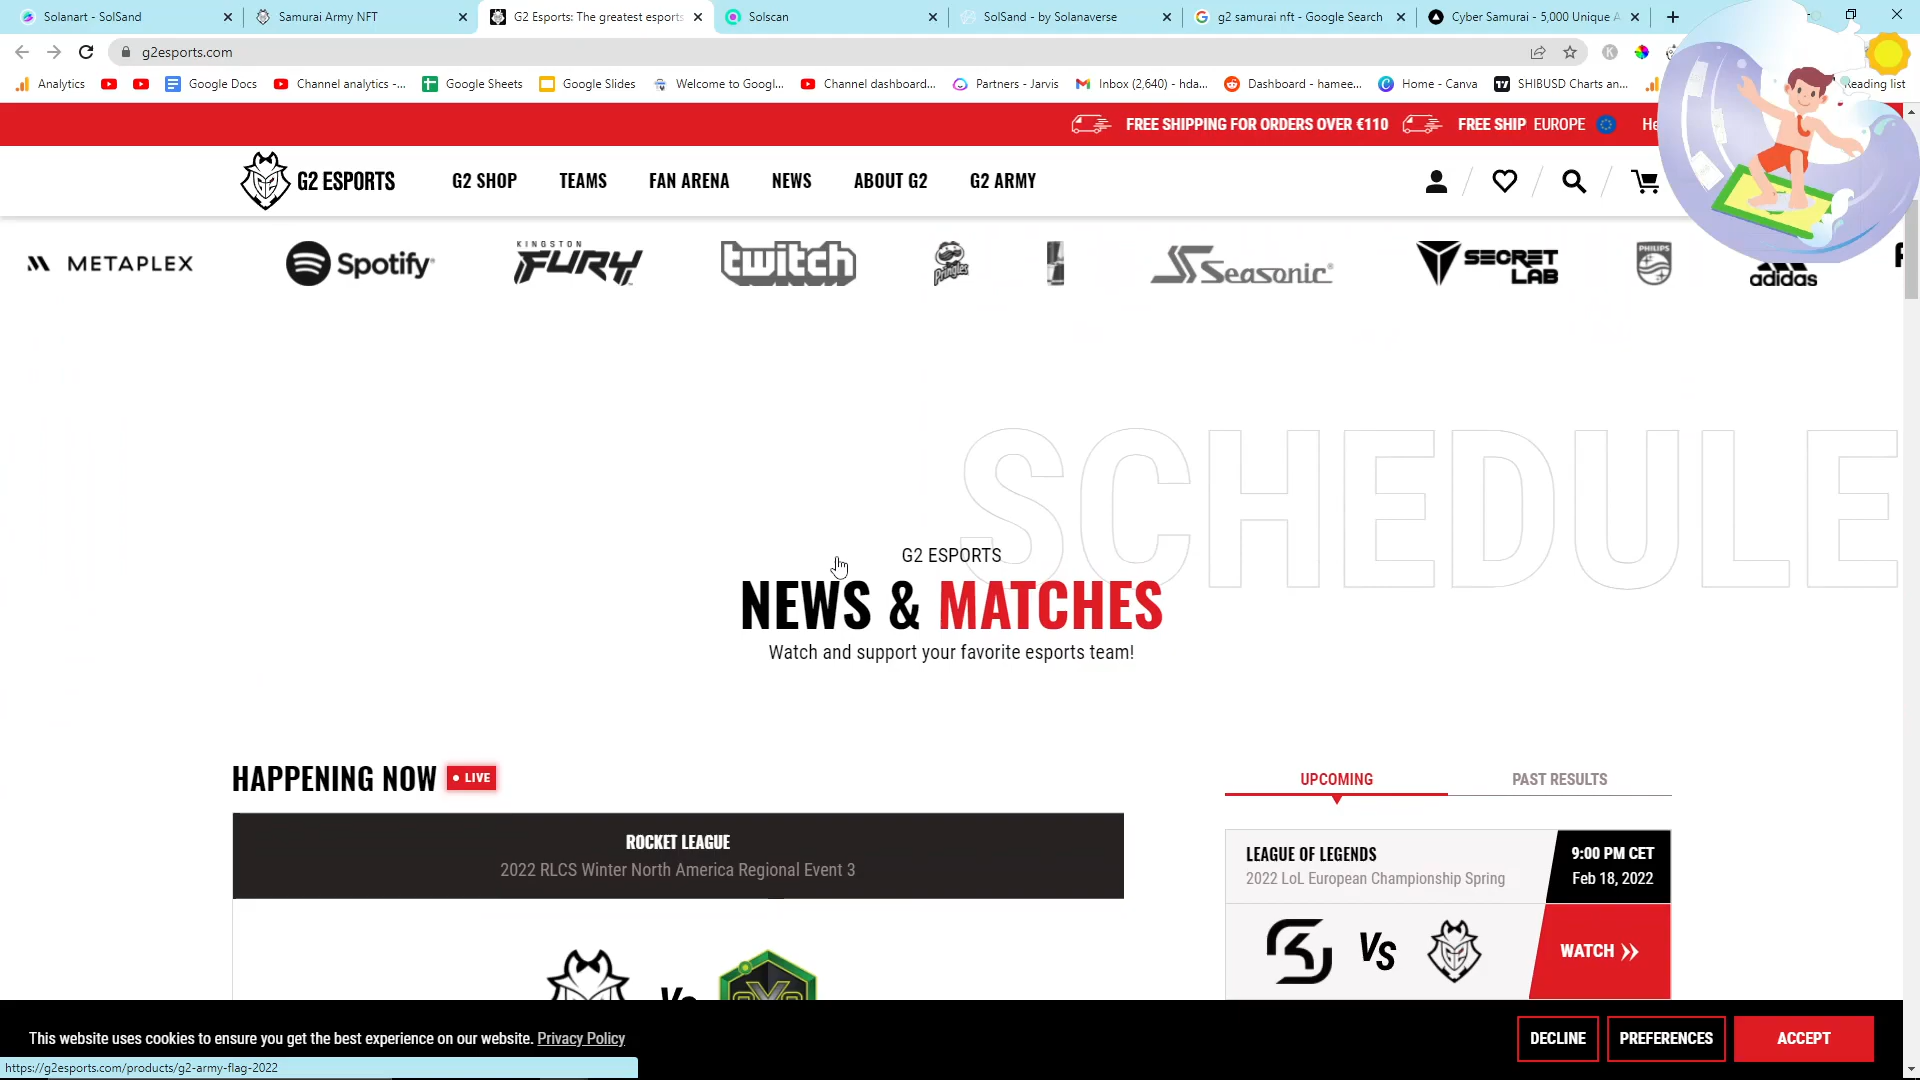 Solanart - SolSand
Samurai Army NFT
G2 Esports: The greatest esports
Solscan
SolSand - by Solanaverse
g2 samurai nft - Google Search
Cyber Samurai - 5,000 Unique A
g2esports.com
Analytics
Google Docs
Channel analytics -...
Google Sheets
Google Slides
Welcome to Googl...
Channel dashboard...
Partners - Jarvis
Inbox (2,640) - hda...
Dashboard - hamee...
Home - Canva
SHIBUSD Charts an...
Reading list
FREE SHIPPING FOR ORDERS OVER €110
FREE SHIP EUROPE
He
G2 ESPORTS
G2 SHOP
TEAMS
FAN ARENA
NEWS
ABOUT G2
G2 ARMY
METAPLEX
Spotify
KINGSTON
FURY
twitch
Pringles
Seasonic
SECRET
LAB
PHILIPS
adidas
SCHEDULE
G2 ESPORTS
NEWS & MATCHES
Watch and support your favorite esports team!
HAPPENING NOW
LIVE
UPCOMING
PAST RESULTS
ROCKET LEAGUE
2022 RLCS Winter North America Regional Event 3
LEAGUE OF LEGENDS
2022 LoL European Championship Spring
9:00 PM CET
Feb 18, 2022
VS
WATCH
This website uses cookies to ensure you get the best experience on our website. Privacy Policy
DECLINE
PREFERENCES
ACCEPT
https://g2esports.com/products/g2-army-flag-2022